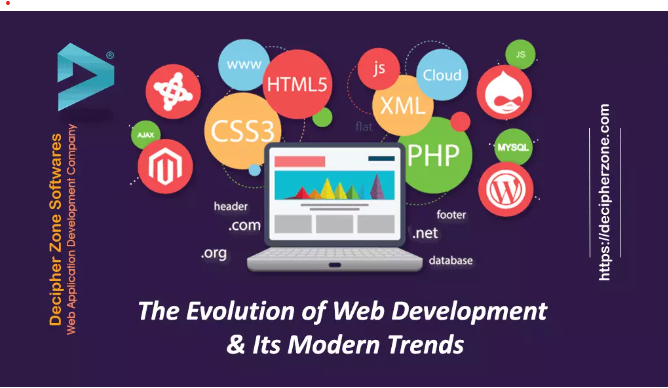 ®
Decipher Zone Softwares
Web Application Development Company
www
HTML5
CSS3
AJAX
js
Cloud
JS
XML
flat
PHP
MYSQL
header
.com
.org
footer
.net
database
https://decipherzone.com
The Evolution of Web Development
& Its Modern Trends